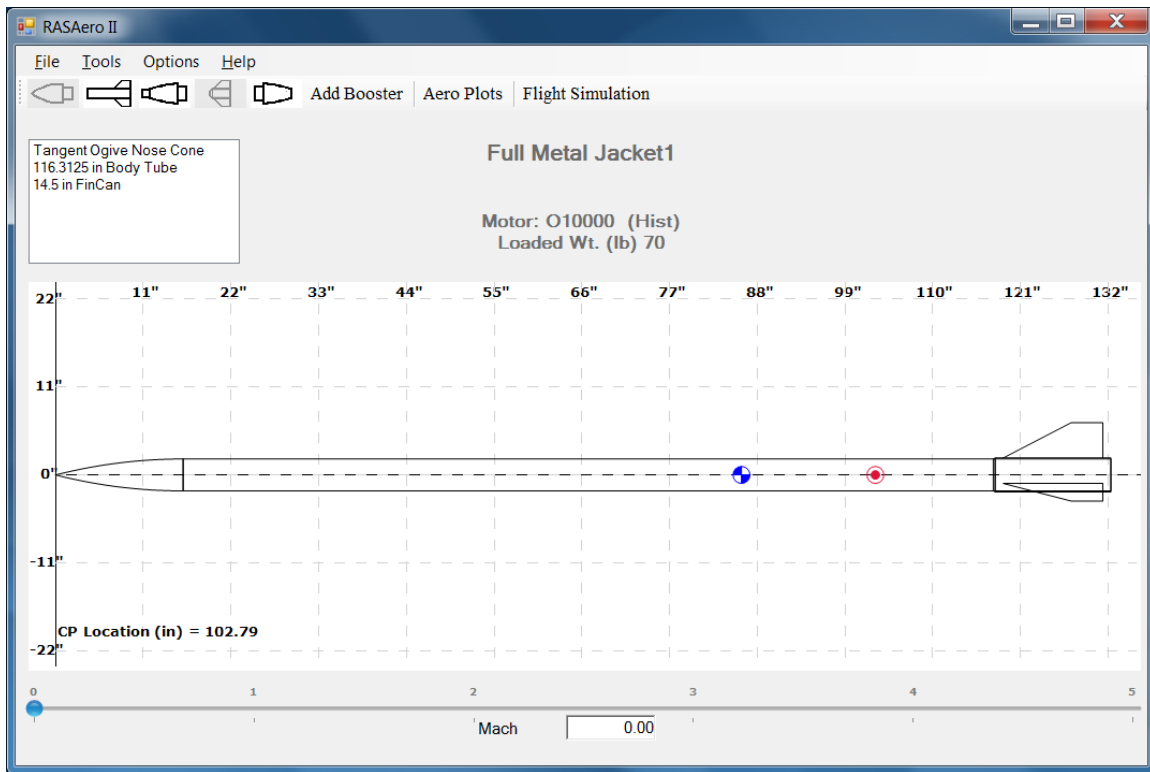 RASAero II
File Tools Options Help
Add Booster Aero Plots Flight Simulation
Tangent Ogive Nose Cone
116.3125 in Body Tube
14.5 in FinCan
Full Metal Jacket1
Motor: O10000 (Hist)
Loaded Wt. (lb) 70
22" 11" 22" 33" 44" 55" 66" 77" 88" 99" 110" 121" 132"
11"
0"
-11"
CP Location (in) = 102.79
-22"
0 1 2 3 4 5
Mach 0.00